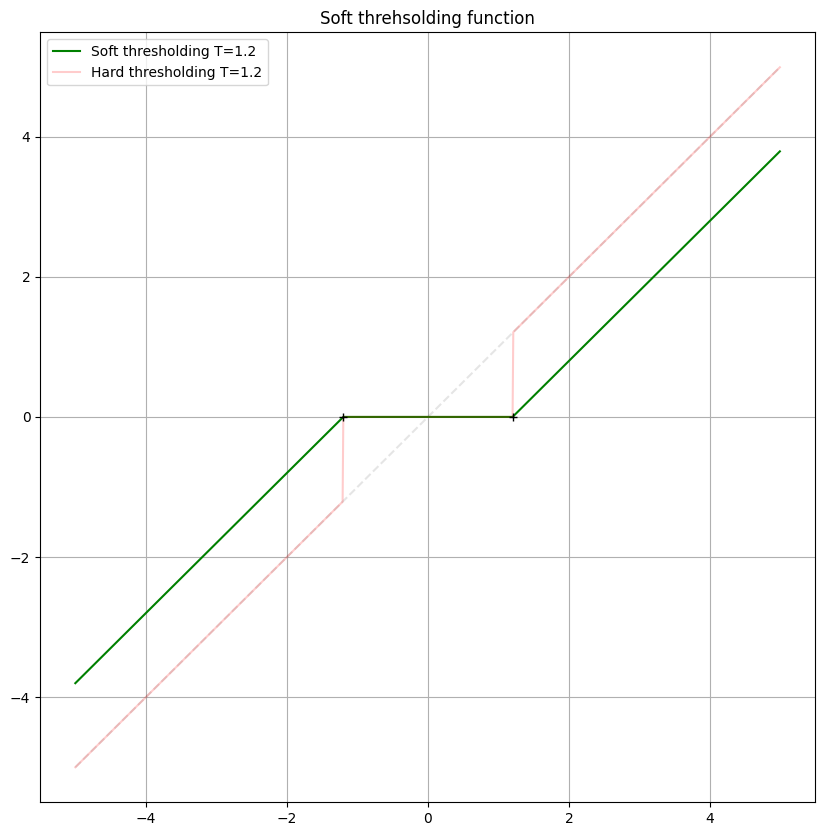 Soft threhsolding function
Soft thresholding T=1.2
Hard thresholding T=1.2
4
2
0
−2
−4
−4 −2 0 2 4